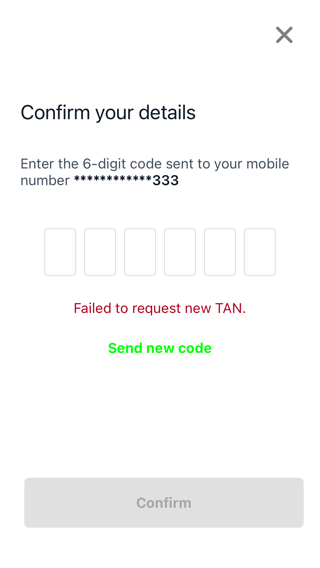 Confirm your details
Enter the 6-digit code sent to your mobile
number ************333
Failed to request new TAN.
Send new code
Confirm